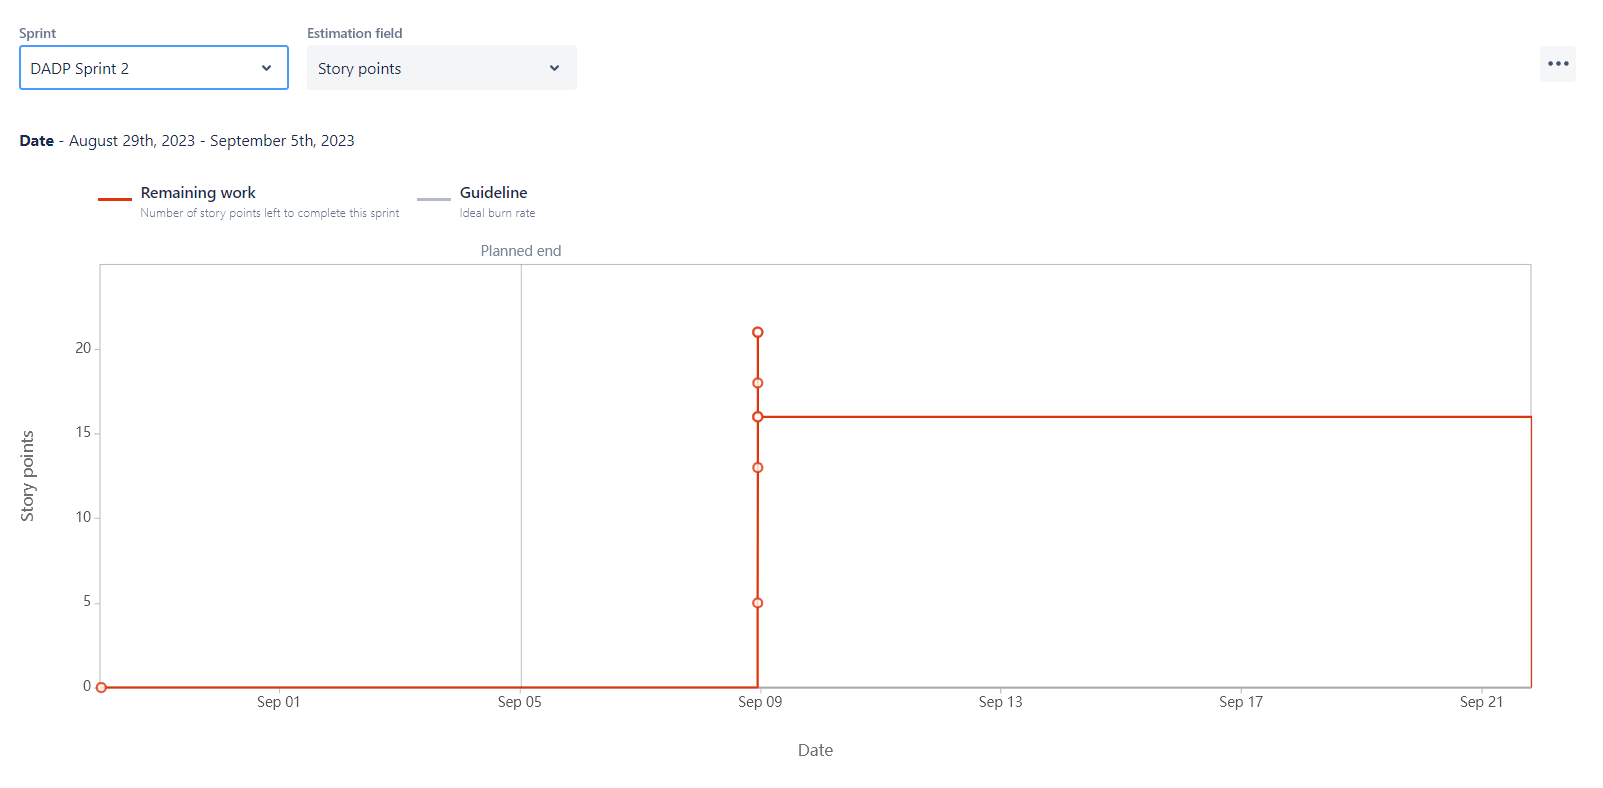 Sprint
Estimation field
DADP Sprint 2
Story points
Date - August 29th, 2023 - September 5th, 2023
Remaining work
Number of story points left to complete this sprint
Guideline
Ideal burn rate
Planned end
20
15
10
5
0
Story points
Sep 01
Sep 05
Sep 09
Sep 13
Sep 17
Sep 21
Date